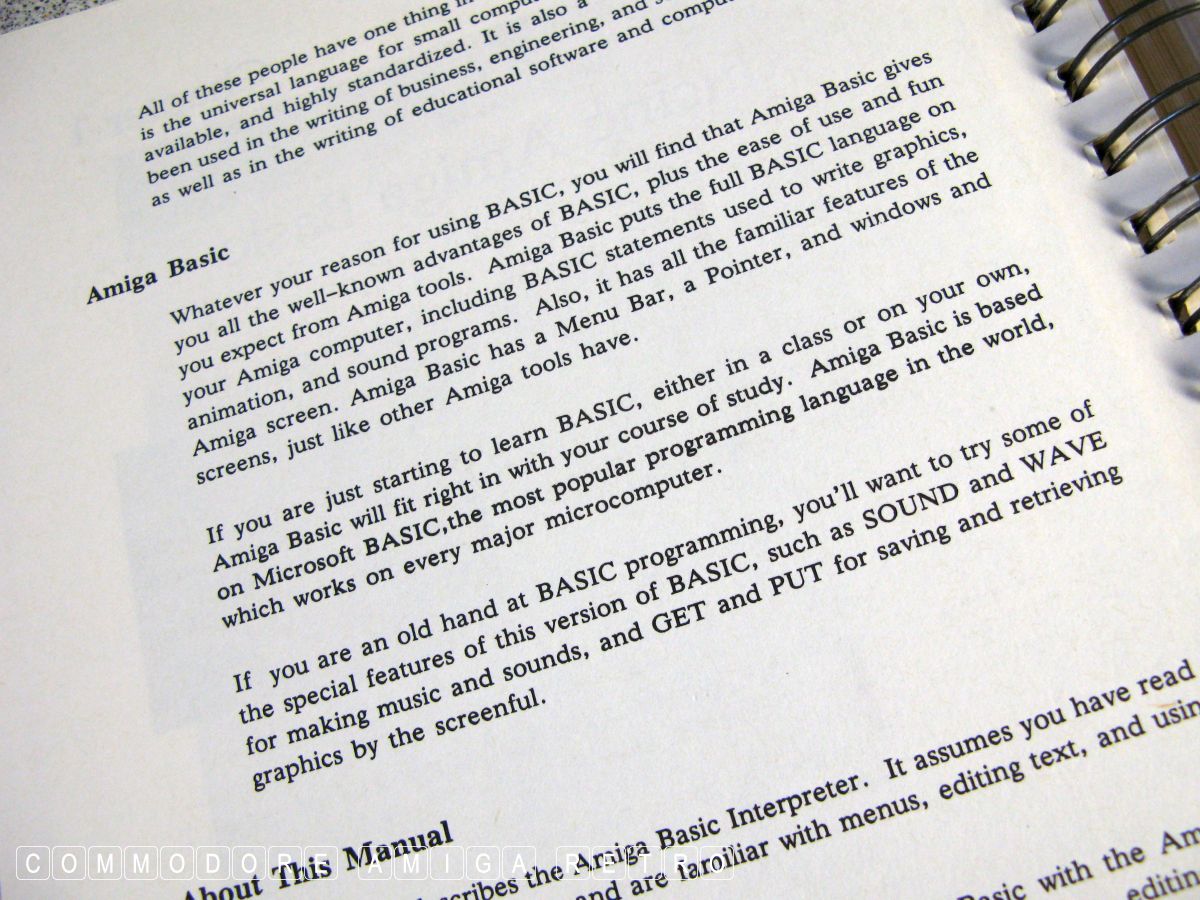 All of these people have one thing in
is the universal language for small compu
available, and highly standardized. It is also a
been used in the writing of business, engineering, and
as well as in the writing of educational software and compu
Amiga Basic
Whatever your reason for using BASIC, you will find that Amiga Basic gives
you all the well-known advantages of BASIC, plus the ease of use and fun
you expect from Amiga tools. Amiga Basic puts the full BASIC language on
your Amiga computer, including BASIC statements used to write graphics,
animation, and sound programs. Also, it has all the familiar features of the
Amiga screen. Amiga Basic has a Menu Bar, a Pointer, and windows and
screens, just like other Amiga tools have.
If you are just starting to learn BASIC, either in a class or on your own,
Amiga Basic will fit right in with your course of study. Amiga Basic is based
on Microsoft BASIC,the most popular programming language in the world,
which works on every major microcomputer.
If you are an old hand at BASIC programming, you'll want to try some of
the special features of this version of BASIC, such as SOUND and WAVE
for making music and sounds, and GET and PUT for saving and retrieving
graphics by the screenful.
About This Manual
scribes the Amiga Basic Interpreter. It assumes you have read
and are familiar with menus, editing text, and usin
Basic with the Am
editing
COMMODORE AMIGA RETRO